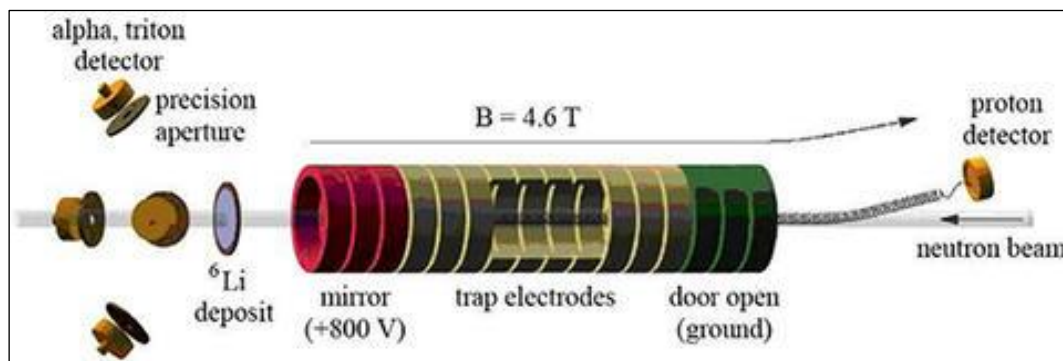 alpha, triton
detector
precision
aperture
B = 4.6 T
proton
detector
neutron beam
⁶Li
deposit
mirror
(+800 V)
trap electrodes
door open
(ground)